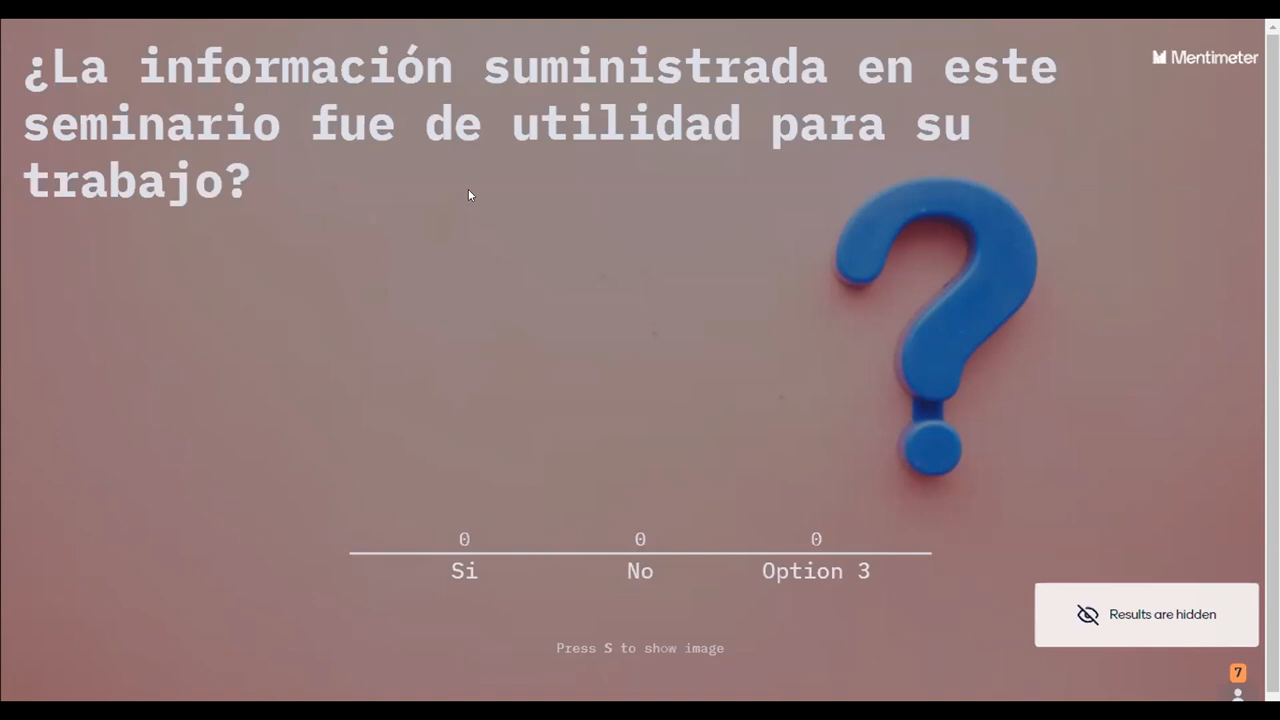 ¿La información suministrada en este
seminario fue de utilidad para su
trabajo?
Mentimeter
0 0 0
Si No Option 3
Results are hidden
Press S to show image
7